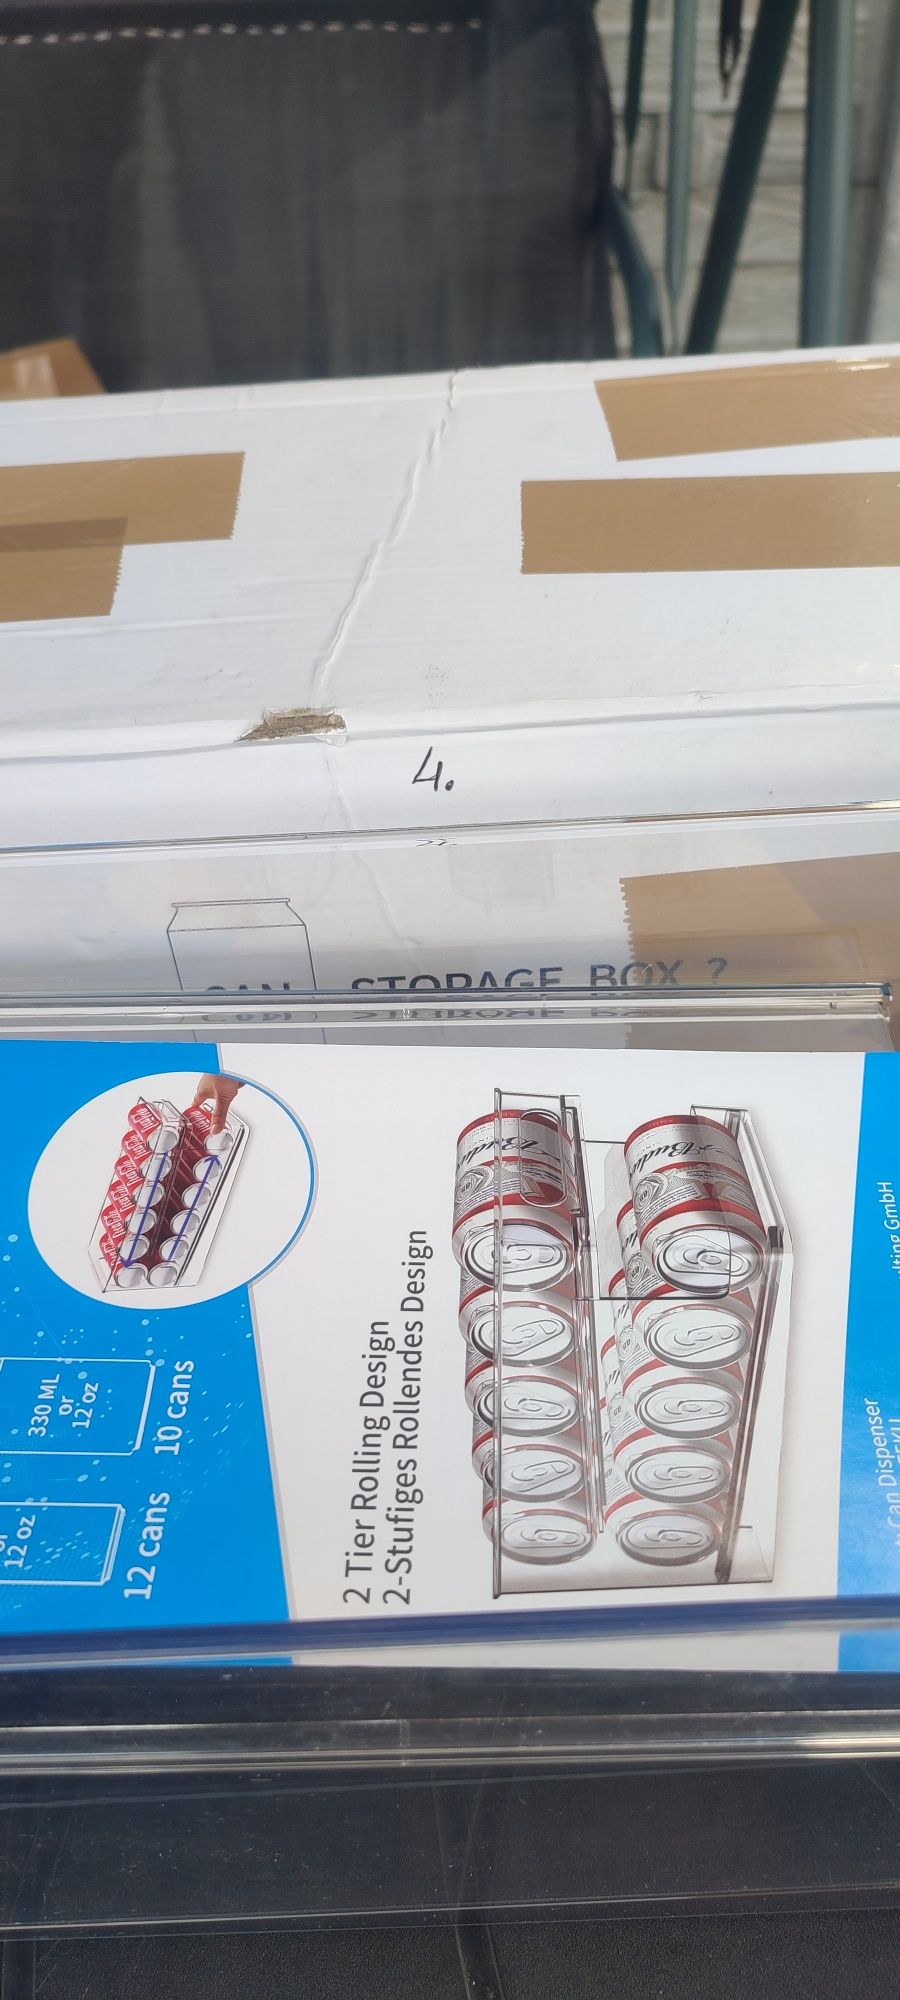 4.
CAN
STORAGE BOX ?
330 ML
or
12 oz
10 cans
12 oz
12 cans
2 Tier Rolling Design
2-Stufiges Rollendes Design
Can Dispenser
GmbH